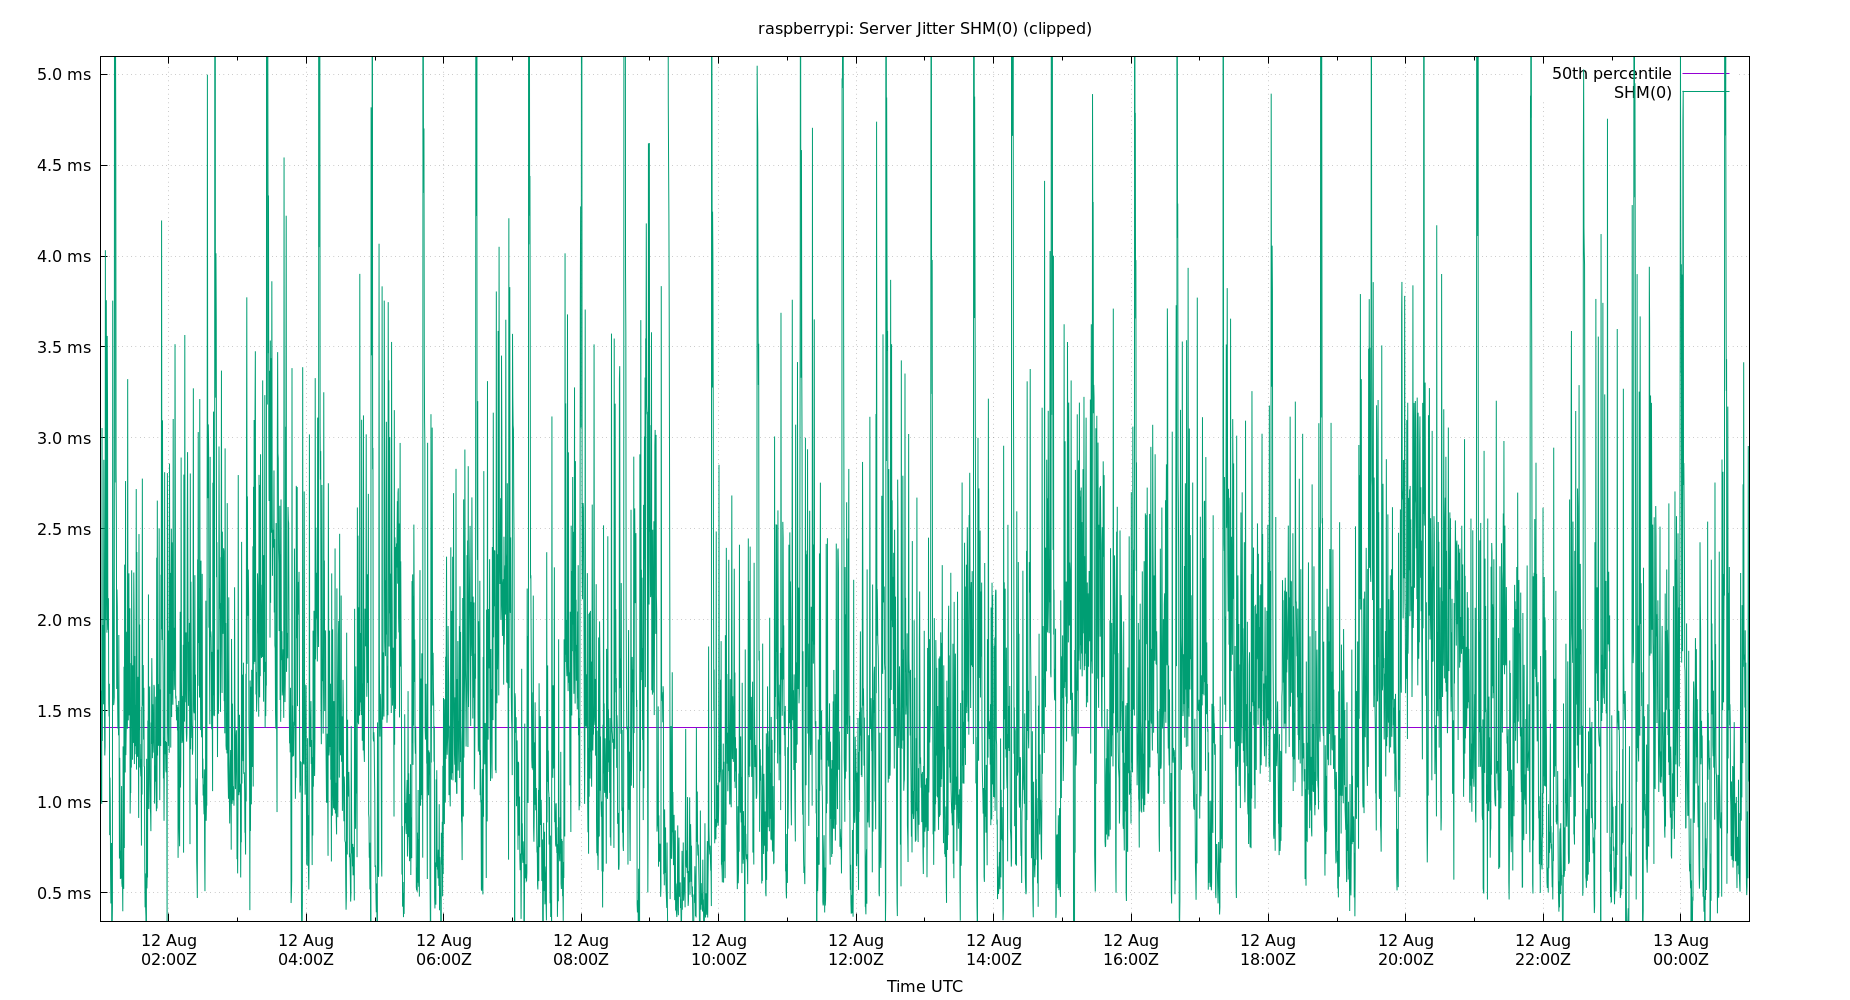 raspberrypi: Server Jitter SHM(0) (clipped)
5.0 ms
50th percentile
SHM(0)
4.5 ms
4.0 ms
3.5 ms
3.0 ms
2.5 ms
2.0 ms
1.5 ms
1.0 ms
0.5 ms
12 Aug 12 Aug 12 Aug 12 Aug 12 Aug 12 Aug 12 Aug 12 Aug 12 Aug 12 Aug 12 Aug 13 Aug
02:00Z 04:00Z 06:00Z 08:00Z 10:00Z 12:00Z 14:00Z 16:00Z 18:00Z 20:00Z 22:00Z 00:00Z
Time UTC